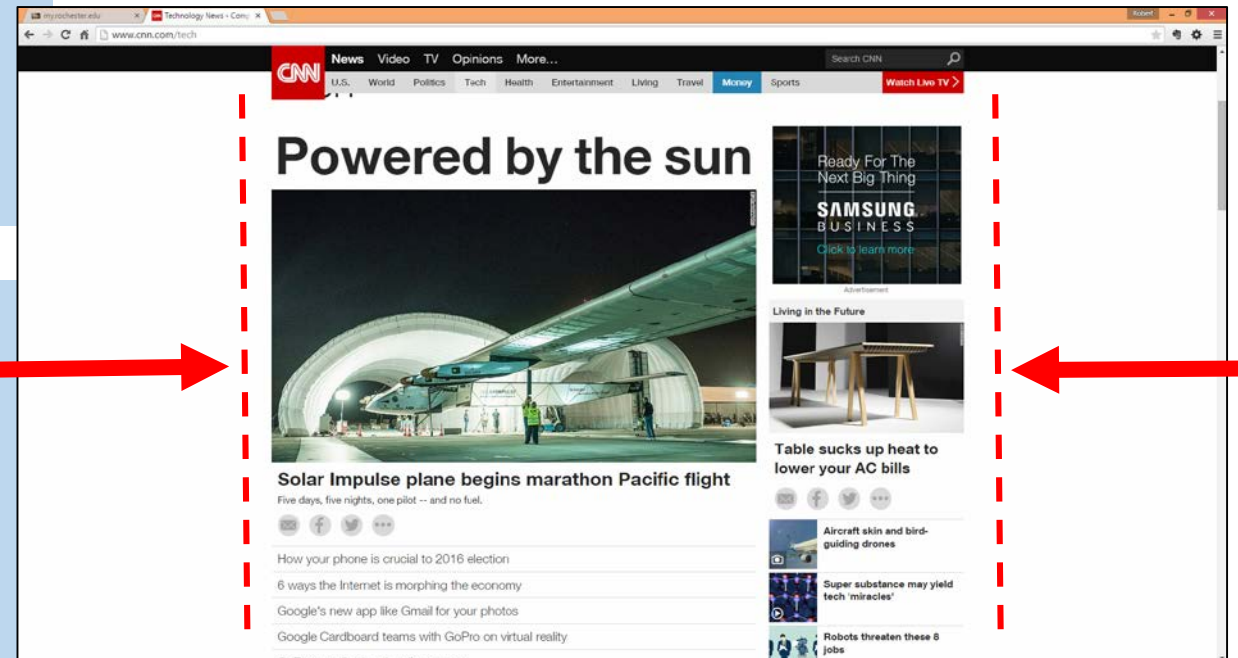 my.rochester.edu
Technology News - Comp
Robert
www.cnn.com/tech
CNN
News Video TV Opinions More...
Search CNN
U.S. World Politics Tech Health Entertainment Living Travel Money Sports
Watch Live TV
Powered by the sun
Solar Impulse plane begins marathon Pacific flight
Five days, five nights, one pilot -- and no fuel.
How your phone is crucial to 2016 election
6 ways the Internet is morphing the economy
Google's new app like Gmail for your photos
Google Cardboard teams with GoPro on virtual reality
Ready For The
Next Big Thing
SAMSUNG
BUSINESS
Click to learn more
Advertisement
Living in the Future
Table sucks up heat to
lower your AC bills
Aircraft skin and bird-
guiding drones
Super substance may yield
tech 'miracles'
Robots threaten these 8
jobs